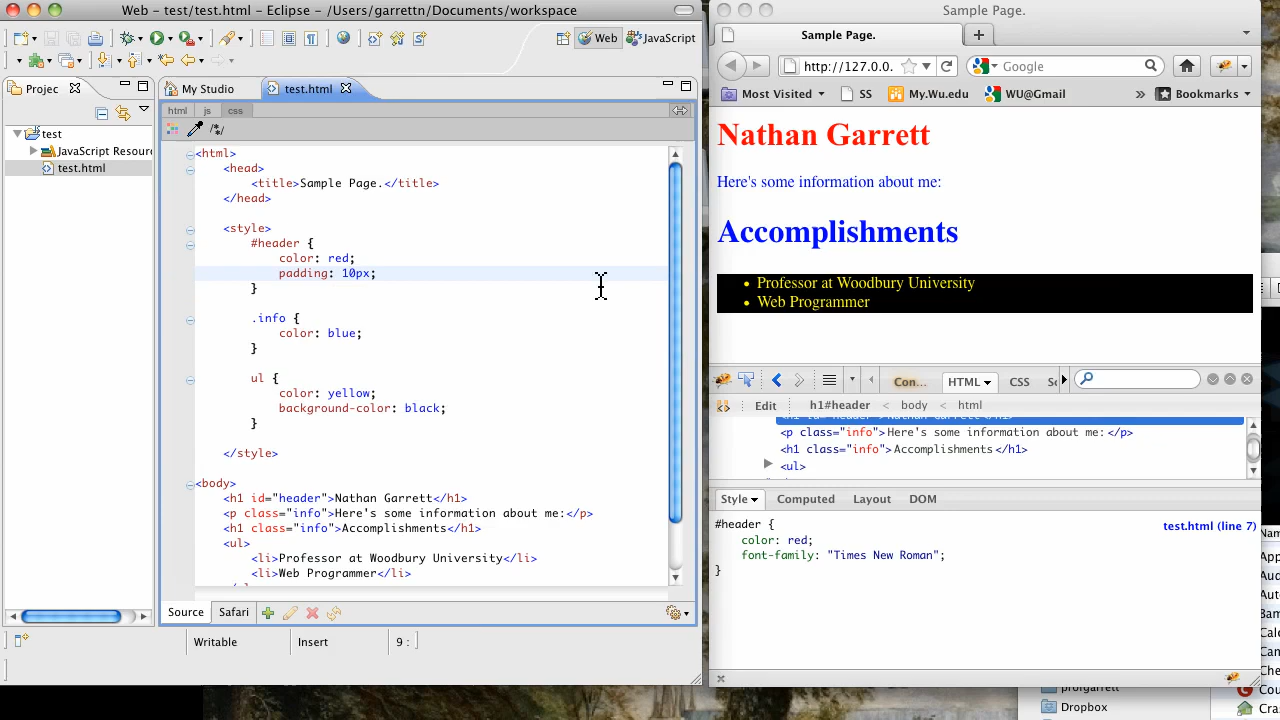 Web - test/test.html - Eclipse - /Users/garrettn/Documents/workspace
Web
JavaScript
Projec
test
JavaScript Resour
test.html
My Studio
test.html
html js css
/*/
<html>
<head>
<title>Sample Page.</title>
</head>
<style>
#header {
color: red;
padding: 10px;
}
.info {
color: blue;
}
ul {
color: yellow;
background-color: black;
}
</style>
<body>
<h1 id="header">Nathan Garrett</h1>
<p class="info">Here's some information about me:</p>
<h1 class="info">Accomplishments</h1>
<ul>
<li>Professor at Woodbury University</li>
<li>Web Programmer</li>
Source Safari
Writable Insert 9 :
Sample Page.
Sample Page.
http://127.0.0.
Google
Most Visited SS My.Wu.edu WU@Gmail » Bookmarks
Nathan Garrett
Here's some information about me:
Accomplishments
• Professor at Woodbury University
• Web Programmer
Con... HTML CSS
Edit h1#header < body < html
<p class="info">Here's some information about me:</p>
<h1 class="info">Accomplishments</h1>
<ul>
Style Computed Layout DOM
#header {
test.html (line 7)
color: red;
font-family: "Times New Roman";
}
profgarrett
Dropbox